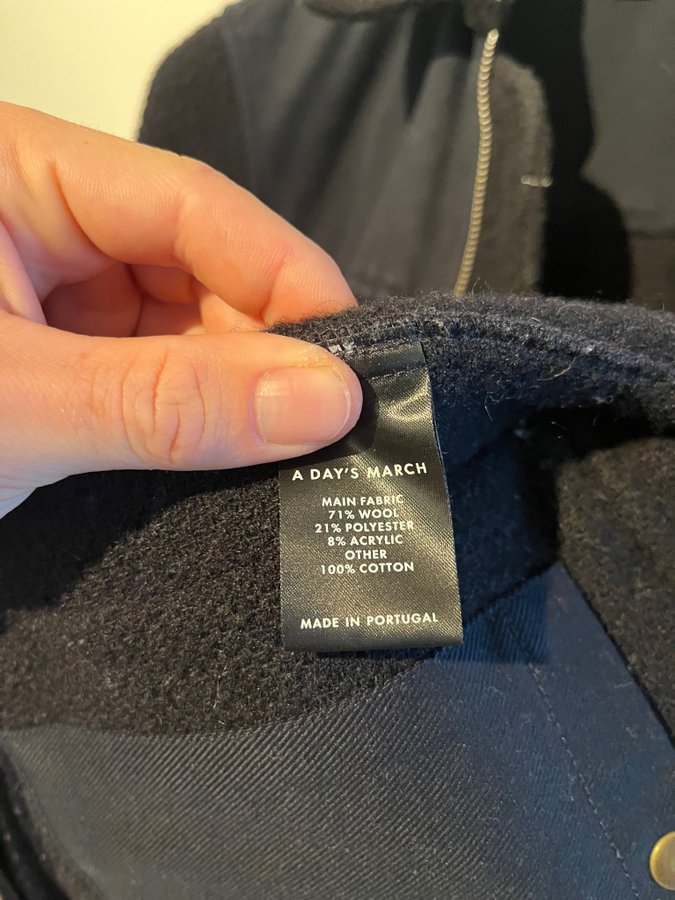 A DAY'S MARCH
MAIN FABRIC
71% WOOL
21% POLYESTER
8% ACRYLIC
OTHER
100% COTTON
MADE IN PORTUGAL